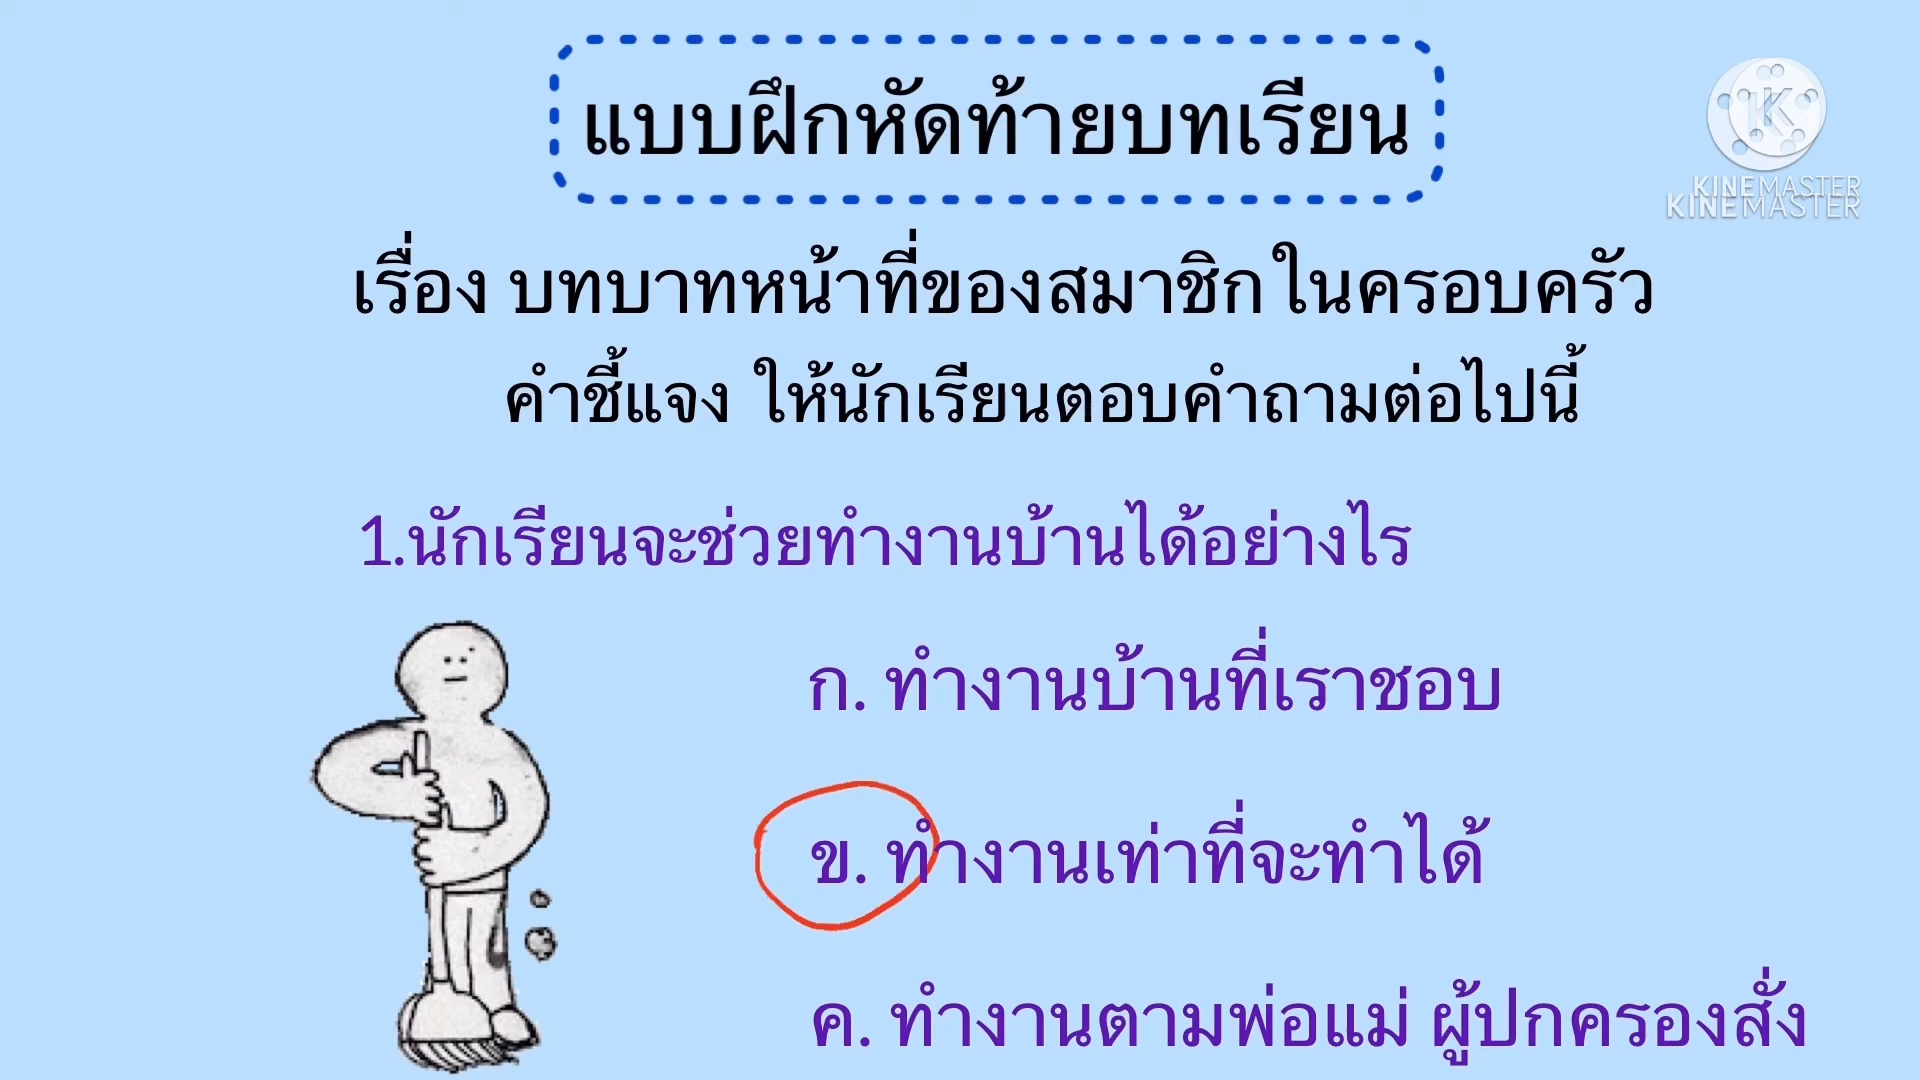 แบบฝึกหัดท้ายบทเรียน
KINEMASTER
KINEMASTER
เรื่อง บทบาทหน้าที่ของสมาชิกในครอบครัว
คำชี้แจง ให้นักเรียนตอบคำถามต่อไปนี้
1.นักเรียนจะช่วยทำงานบ้านได้อย่างไร
ก. ทำงานบ้านที่เราชอบ
ข. ทำงานเท่าที่จะทำได้
ค. ทำงานตามพ่อแม่ ผู้ปกครองสั่ง